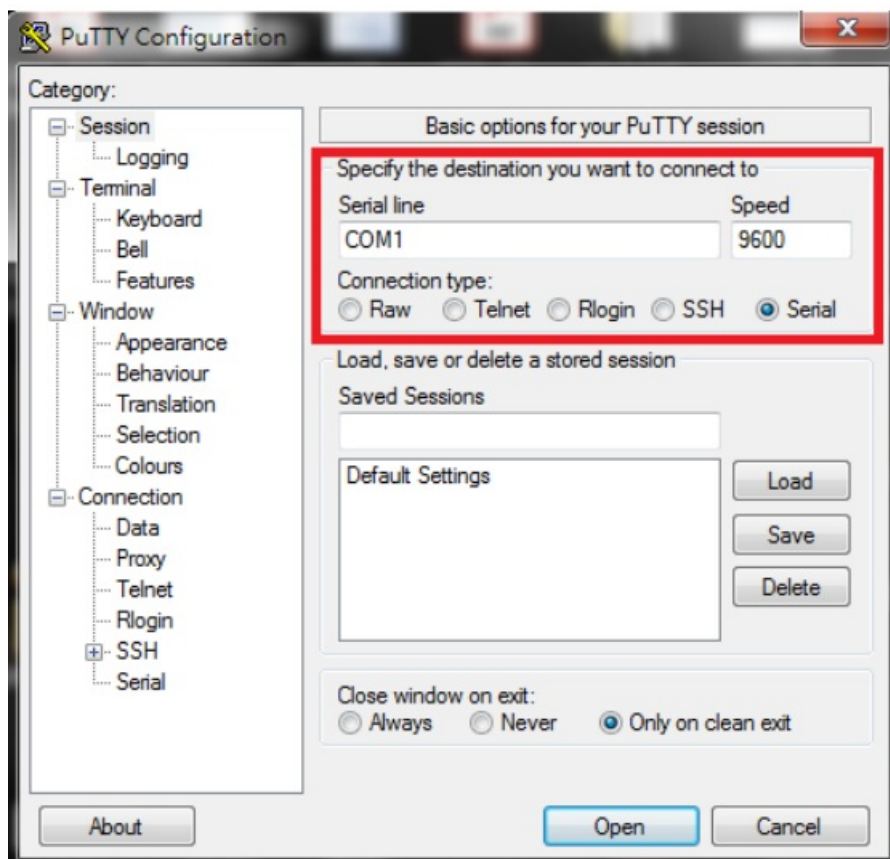 PuTTY Configuration
Category:
Session
Logging
Terminal
Keyboard
Bell
Features
Window
Appearance
Behaviour
Translation
Selection
Colours
Connection
Data
Proxy
Telnet
Rlogin
SSH
Serial
Basic options for your PuTTY session
Specify the destination you want to connect to
Serial line Speed
COM1 9600
Connection type:
Raw Telnet Rlogin SSH Serial
Load, save or delete a stored session
Saved Sessions
Default Settings
Load
Save
Delete
Close window on exit:
Always Never Only on clean exit
About Open Cancel